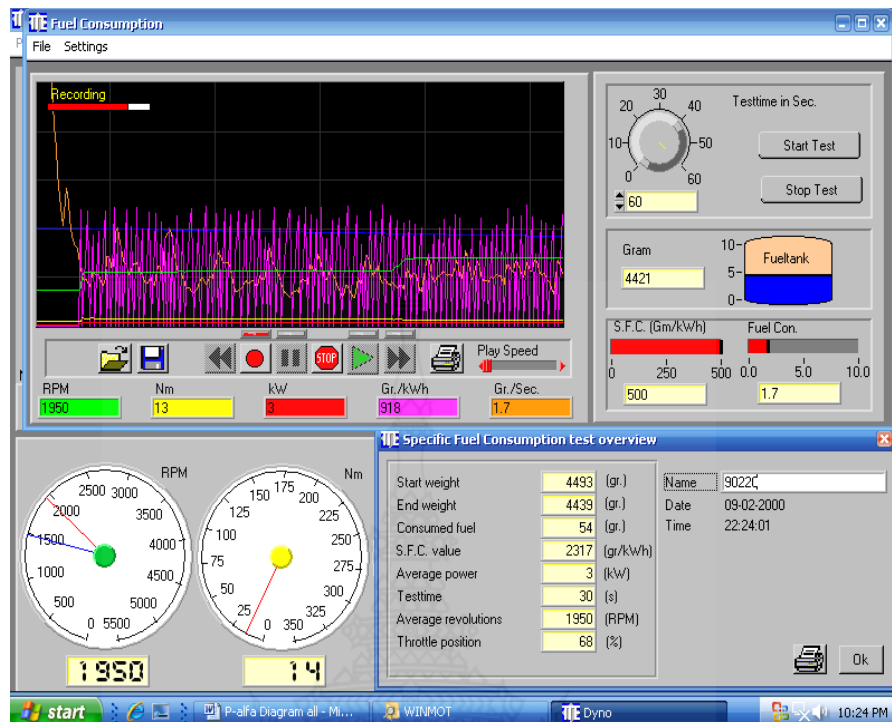 Fuel Consumption
File Settings
Recording
Testtime in Sec.
0 10 20 30 40 50 60
60
Start Test
Stop Test
Gram
4421
10
5
0
Fueltank
S.F.C. (Gm/kWh) Fuel Con.
0 250 500 0.0 5.0 10.0
500 1.7
STOP
Play Speed
RPM Nm kW Gr./kWh Gr./Sec.
1950 13 3 918 1.7
RPM
0 500 1000 1500 2000 2500 3000 3500 4000 4500 5000 5500
1950
Nm
0 25 50 75 100 125 150 175 200 225 250 275 300 325 350
14
Specific Fuel Consumption test overview
Start weight 4493 (gr.)
End weight 4439 (gr.)
Consumed fuel 54 (gr.)
S.F.C. value 2317 (gr/kWh)
Average power 3 (kW)
Testtime 30 (s)
Average revolutions 1950 (RPM)
Throttle position 68 (%)
Name
Date 09-02-2000
Time 22:24:01
Ok
start P-alfa Diagram all - Mi... WINMOT Dyno 10:24 PM